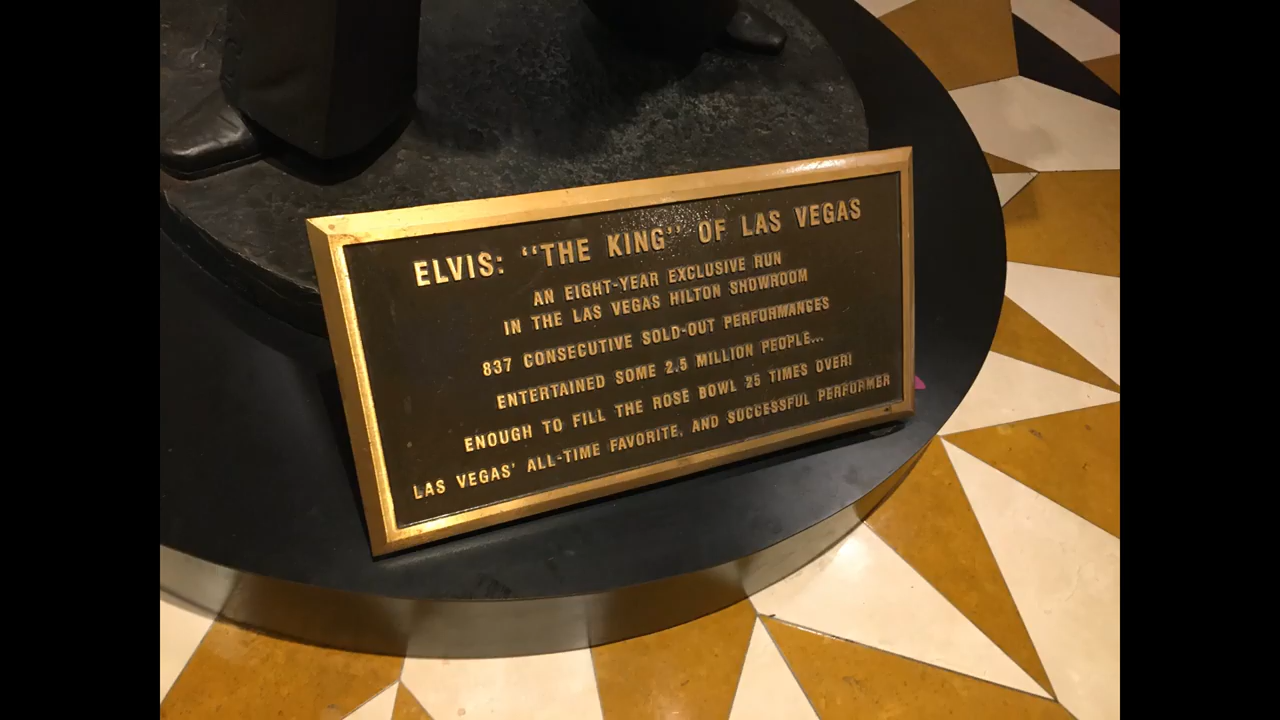 ELVIS: “THE KING” OF LAS VEGAS
AN EIGHT-YEAR EXCLUSIVE RUN
IN THE LAS VEGAS HILTON SHOWROOM
837 CONSECUTIVE SOLD-OUT PERFORMANCES
ENTERTAINED SOME 2.5 MILLION PEOPLE...
ENOUGH TO FILL THE ROSE BOWL 25 TIMES OVER!
LAS VEGAS' ALL-TIME FAVORITE, AND SUCCESSFUL PERFORMER